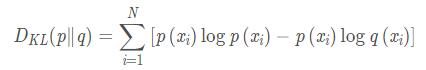 D_{KL}(p∥q) = \sum_{i=1}^{N} [p(x_i) log p(x_i) − p(x_i) log q(x_i)]